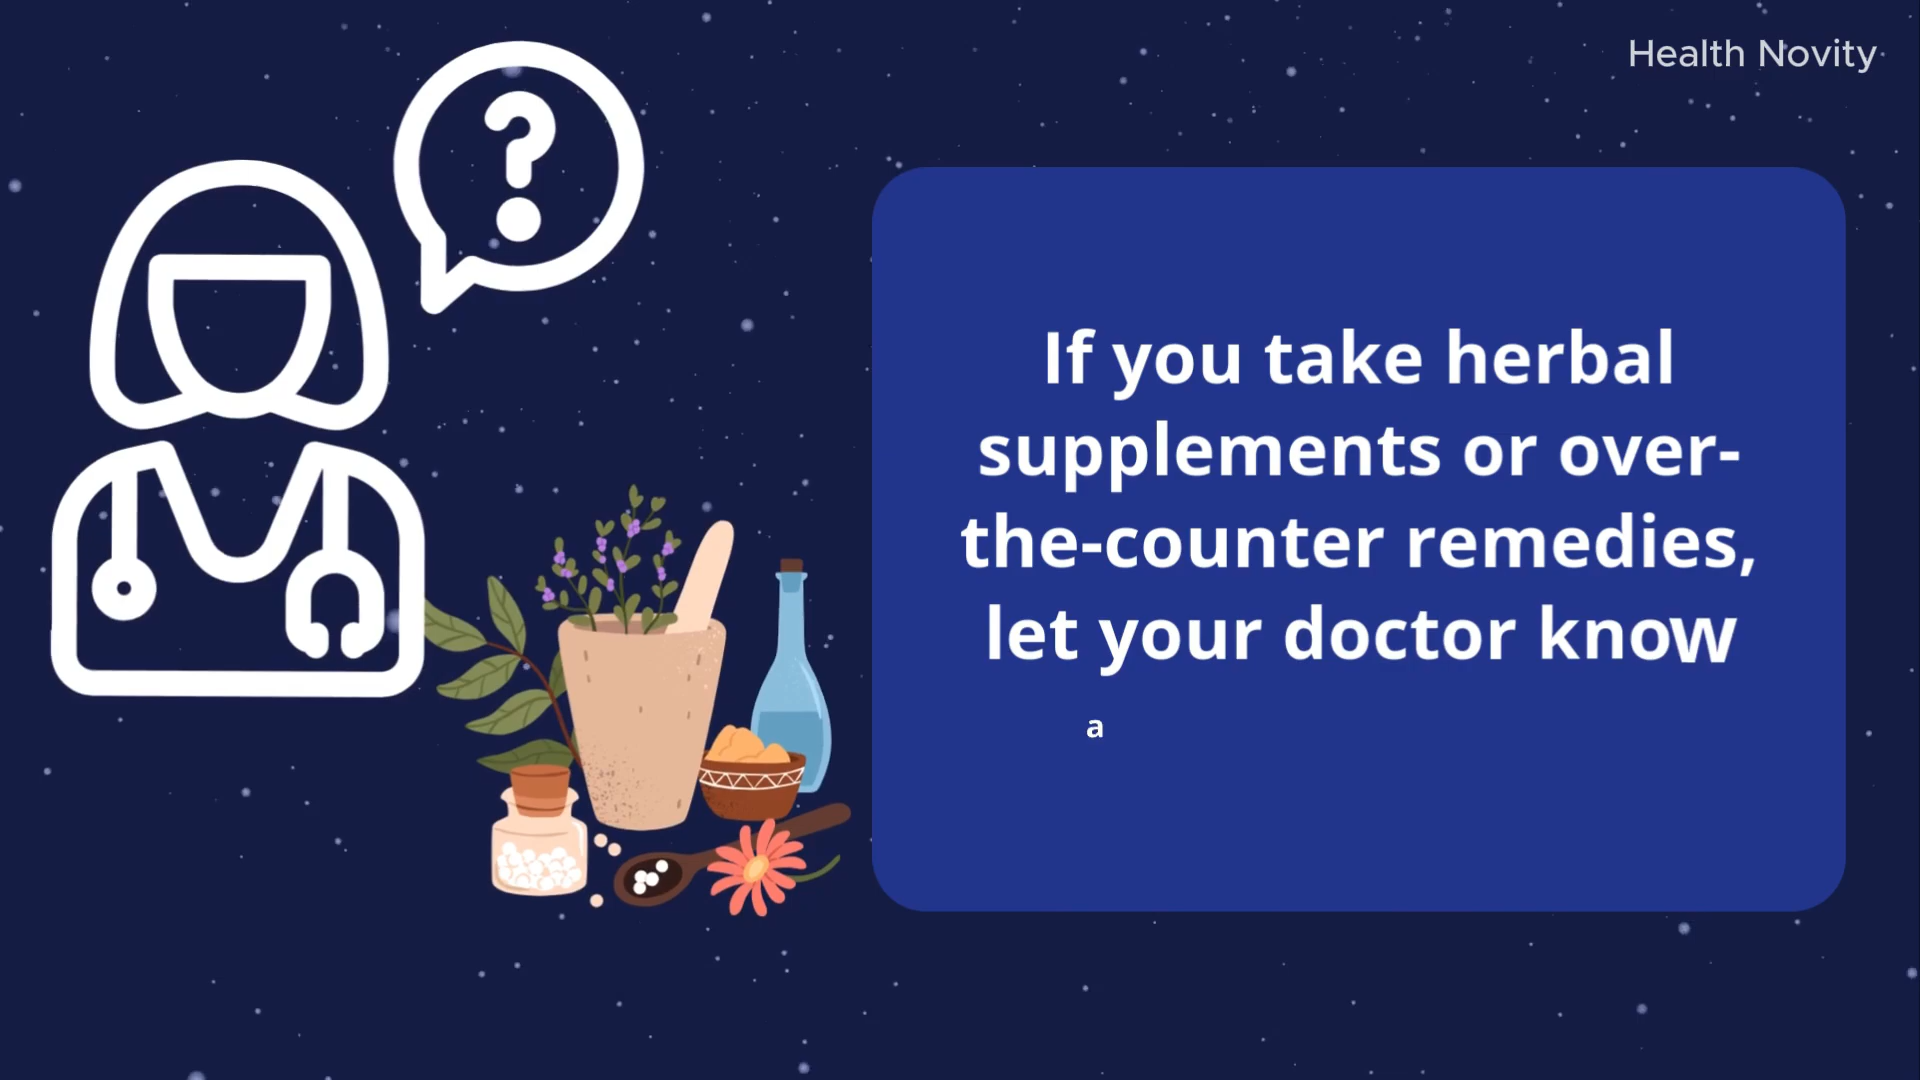 Health Novity
If you take herbal
supplements or over-
the-counter remedies,
let your doctor know
a